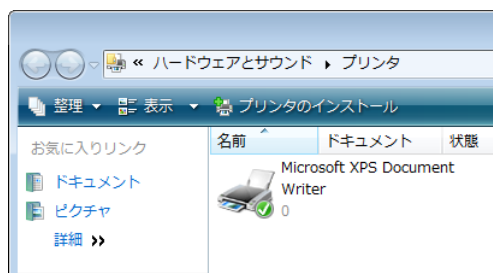 « ハードウェアとサウンド ▸ プリンタ
整理 ▼ 表示 ▼ プリンタのインストール
お気に入りリンク
ドキュメント
ピクチャ
詳細 »
名前 ドキュメント 状態
Microsoft XPS Document
Writer
0